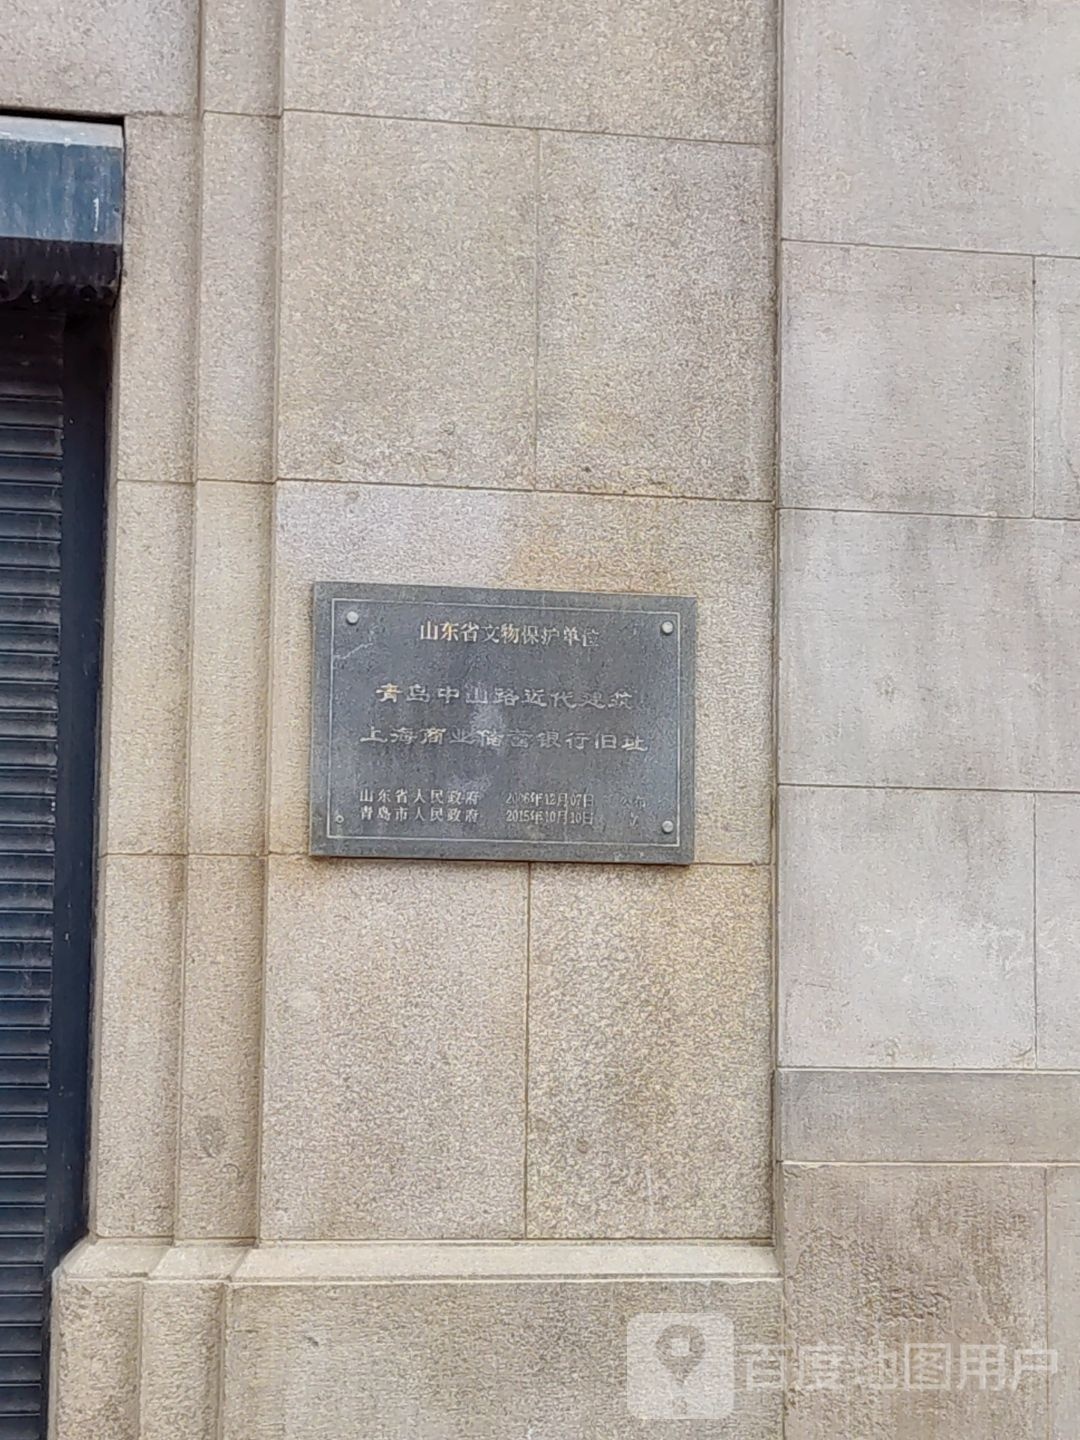 山东省文物保护单位
青岛中山路近代建筑
上海商业储蓄银行旧址
山东省人民政府 2006年12月07日 公布
青岛市人民政府 2015年10月10日 立
百度地图用户